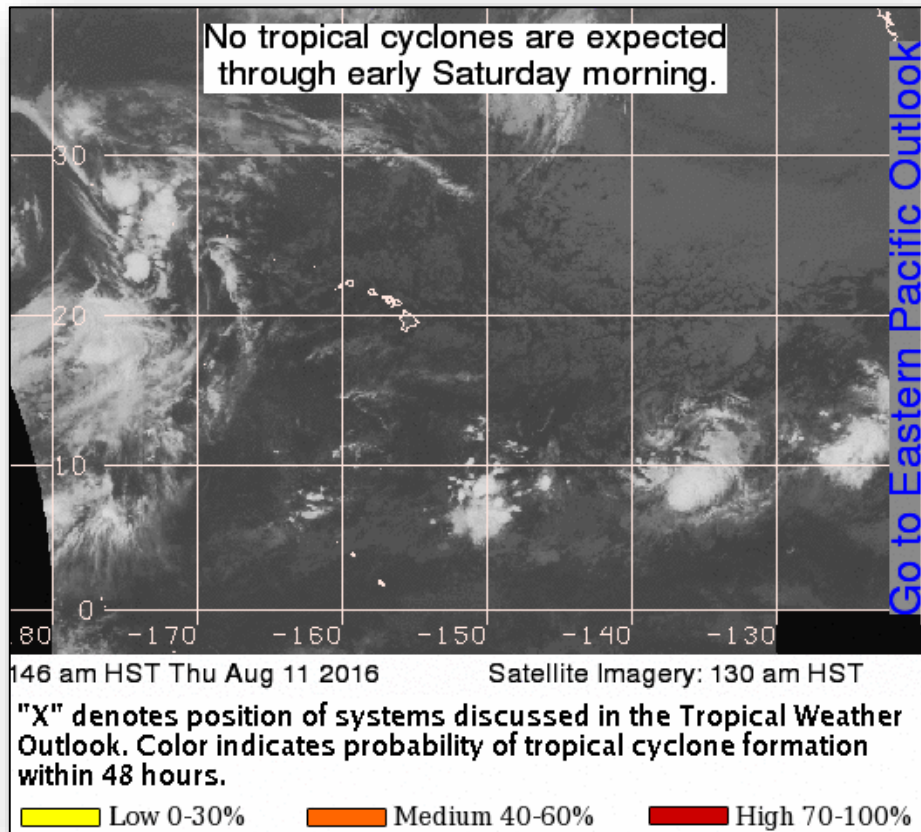 No tropical cyclones are expected
through early Saturday morning.
Go to Eastern Pacific Outlook
30
20
10
0
80 -170 -160 -150 -140 -130
146 am HST Thu Aug 11 2016 Satellite Imagery: 130 am HST
"X" denotes position of systems discussed in the Tropical Weather
Outlook. Color indicates probability of tropical cyclone formation
within 48 hours.
Low 0-30% Medium 40-60% High 70-100%